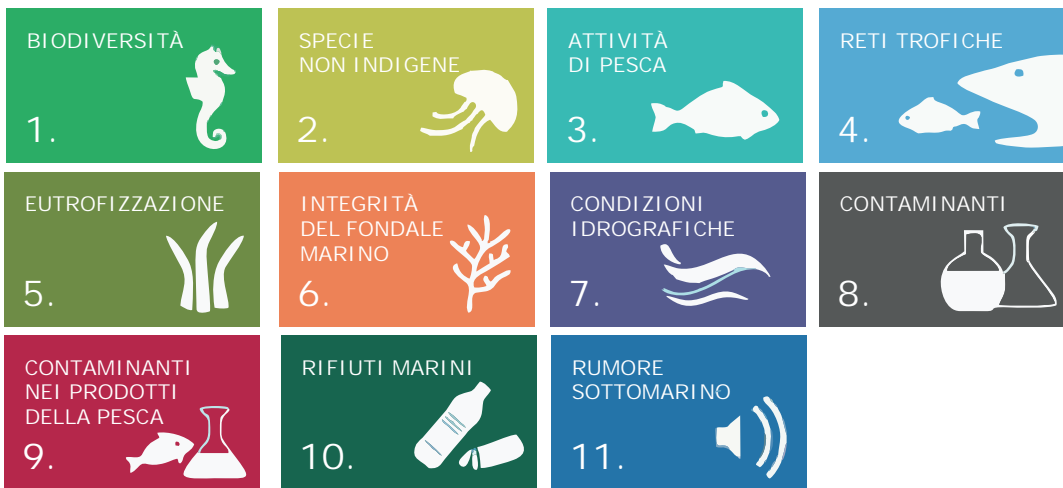 BIODIVERSITÀ
1.
SPECIE
NON INDIGENE
2.
ATTIVITÀ
DI PESCA
3.
RETI TROFICHE
4.
EUTROFIZZAZIONE
5.
INTEGRITÀ
DEL FONDALE
MARINO
6.
CONDIZIONI
IDROGRAFICHE
7.
CONTAMINANTI
8.
CONTAMINANTI
NEI PRODOTTI
DELLA PESCA
9.
RIFIUTI MARINI
10.
RUMORE
SOTTOMARINO
11.